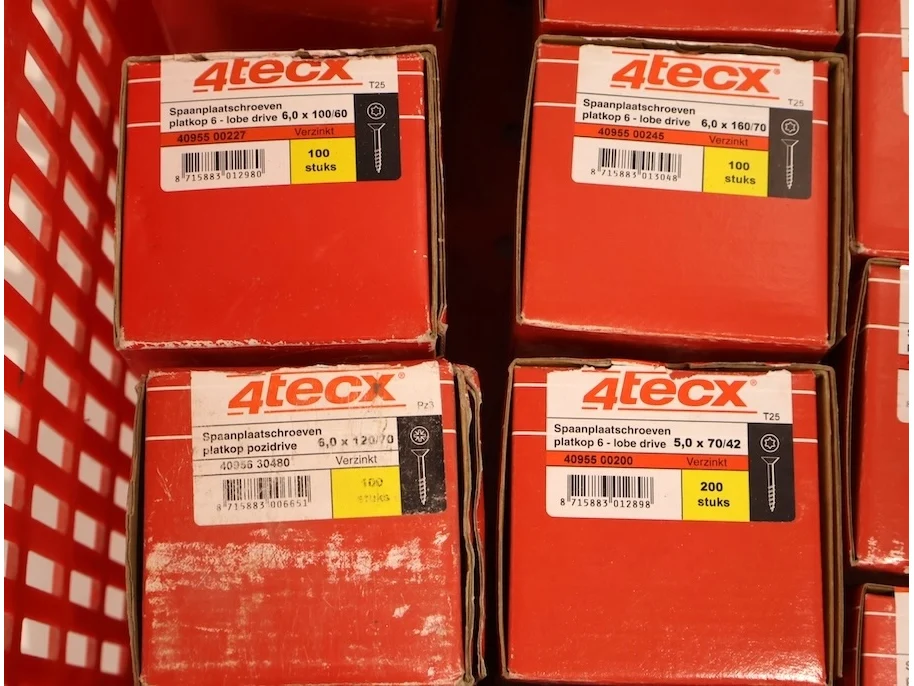 4tecx®
T25
Spaanplaatschroeven
platkop 6 - lobe drive 6,0 x 100/60
40955 00227 Verzinkt
100
stuks
8 715883 012980
4tecx®
T25
Spaanplaatschroeven
platkop 6 - lobe drive 6,0 x 160/70
40955 00245 Verzinkt
100
stuks
8 715883 013048
4tecx®
Pz3
Spaanplaatschroeven
platkop pozidrive 6,0 x 120/70
40956 30480 Verzinkt
100
stuks
8 715883 006651
4tecx®
T25
Spaanplaatschroeven
platkop 6 - lobe drive 5,0 x 70/42
40955 00200 Verzinkt
200
stuks
8 715883 012898